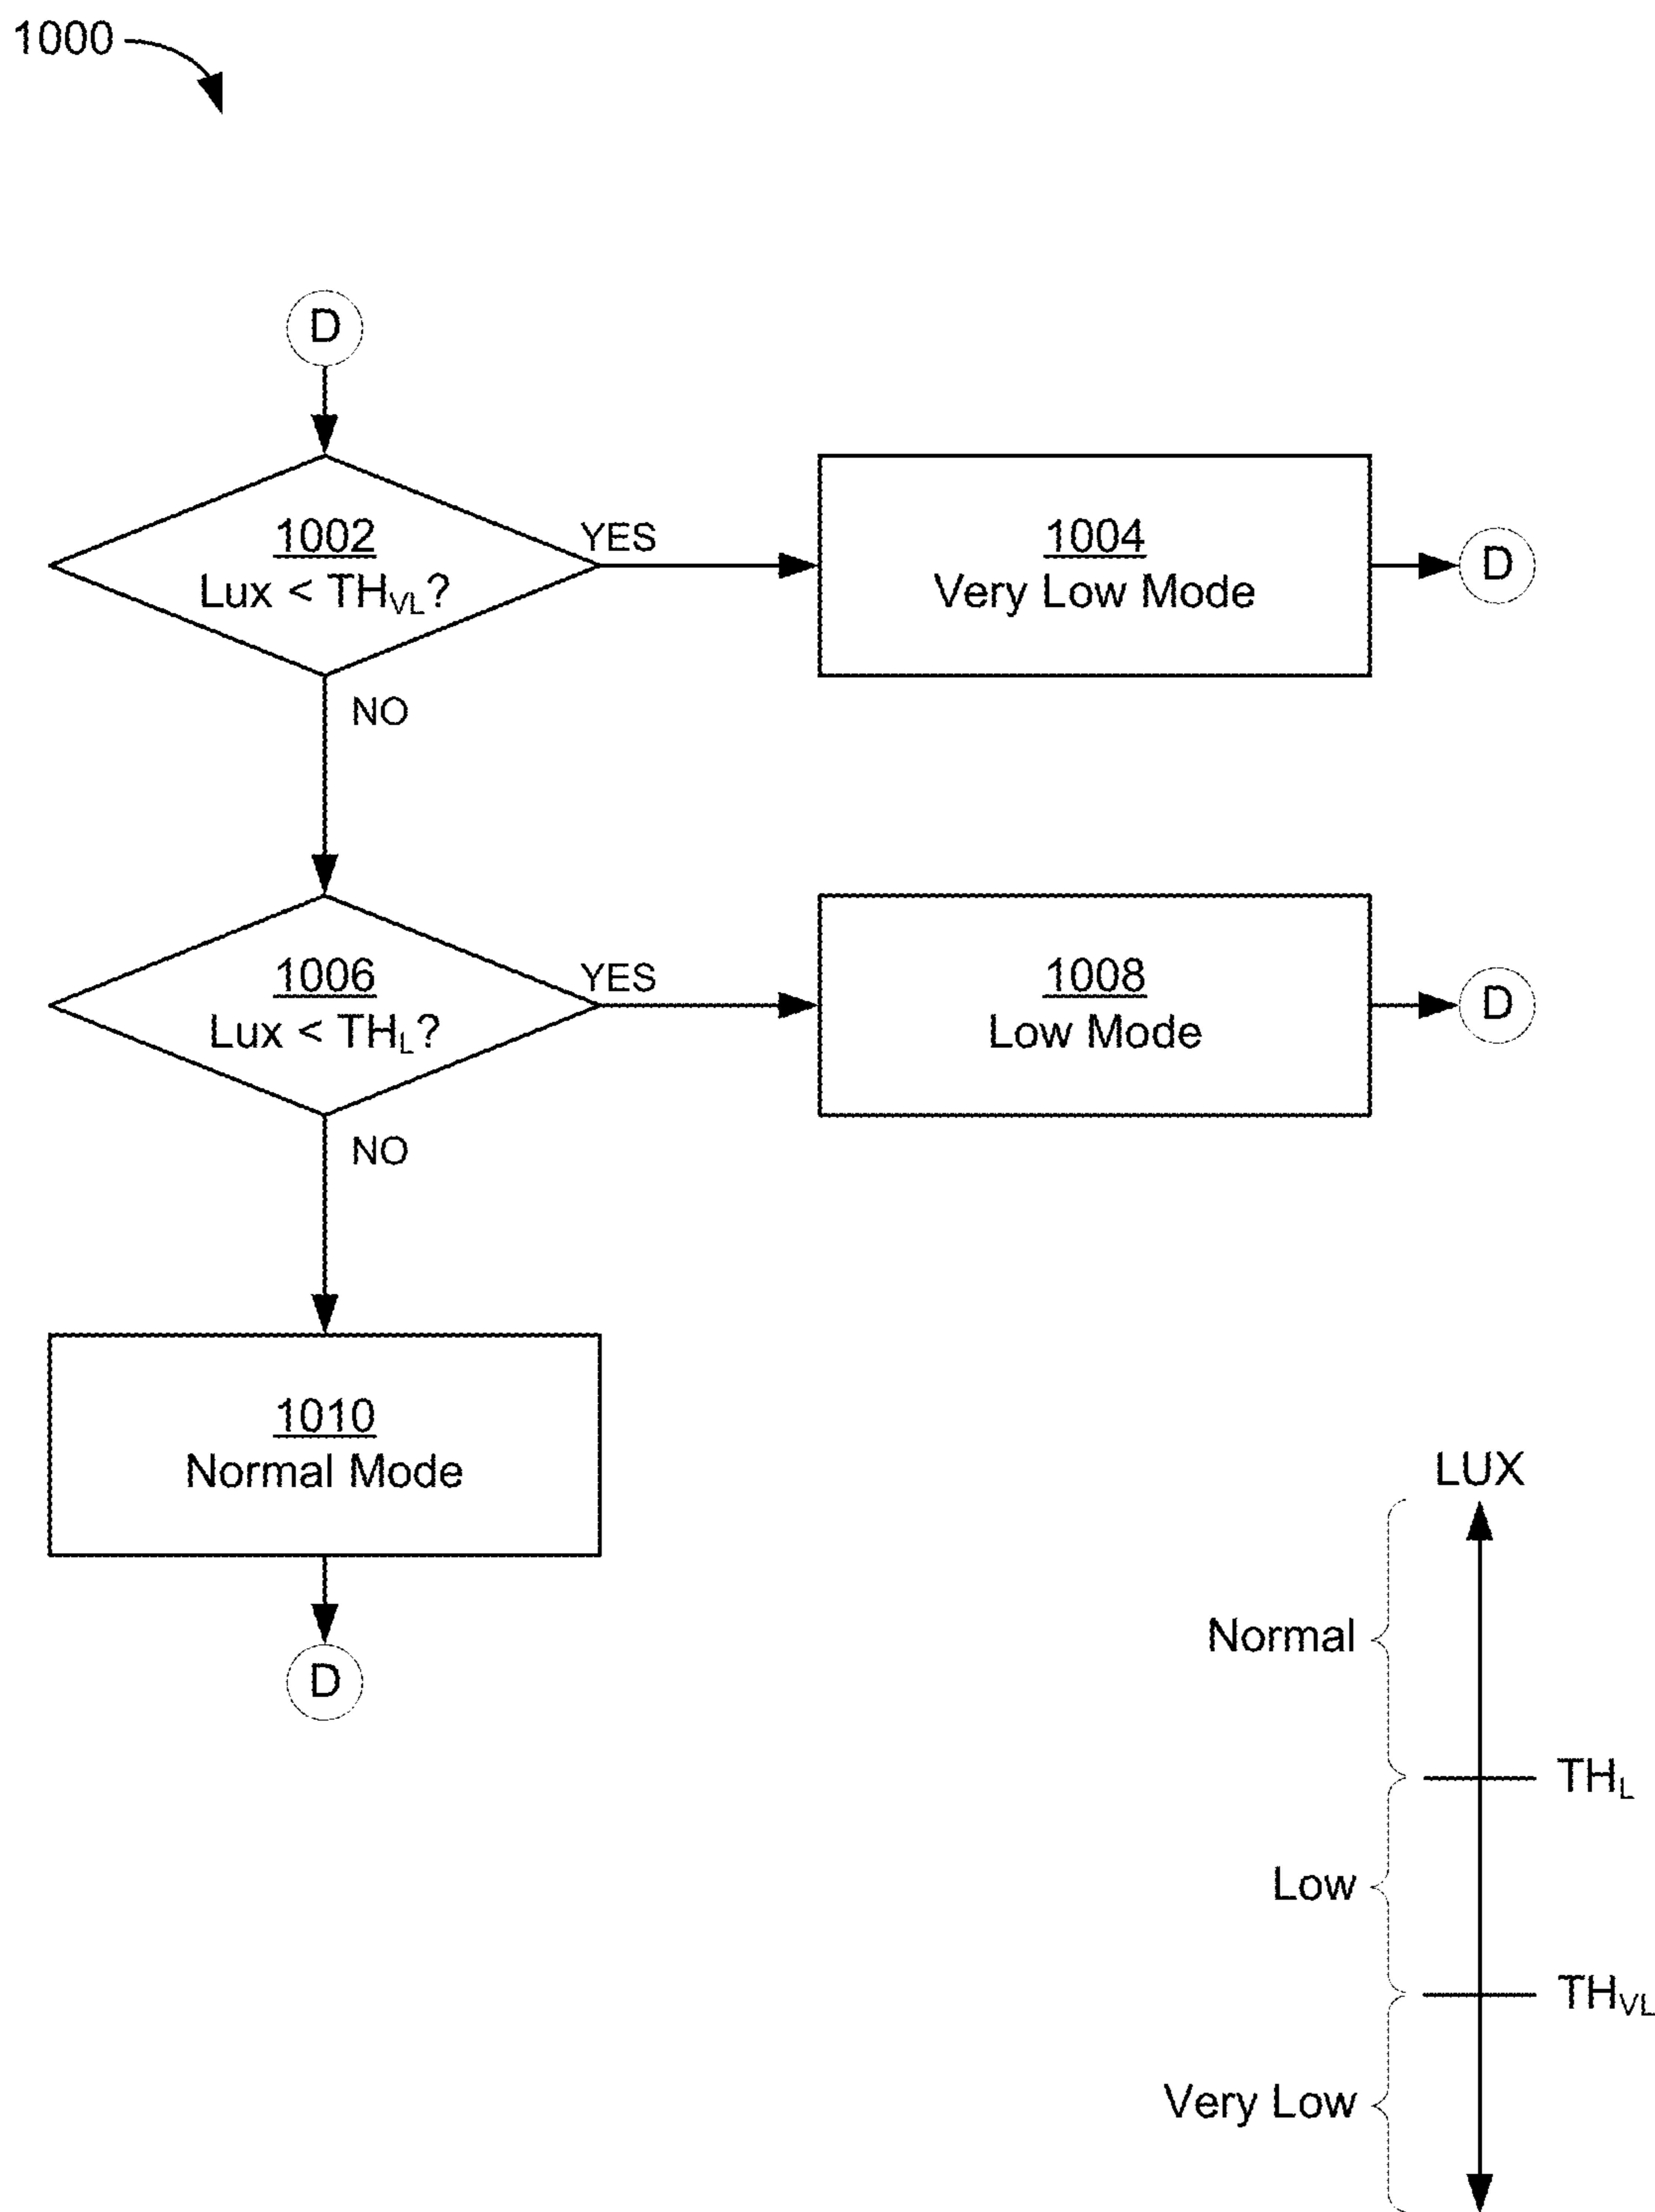 1000
D
1002
Lux < TH_VL?
YES
1004
Very Low Mode
D
NO
1006
Lux < TH_L?
YES
1008
Low Mode
D
NO
1010
Normal Mode
D
LUX
Normal
TH_L
Low
TH_VL
Very Low